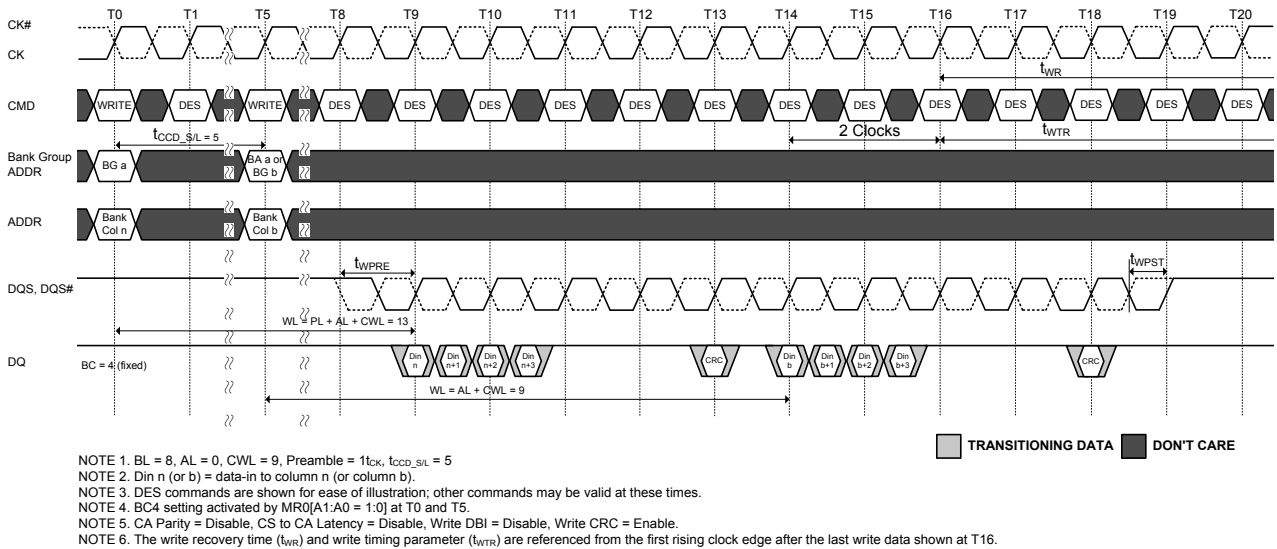 T0 T1 T5 T8 T9 T10 T11 T12 T13 T14 T15 T16 T17 T18 T19 T20
CK#
CK
tWR
CMD WRITE DES WRITE DES DES DES DES DES DES DES DES DES DES DES DES DES
2 Clocks
tCCD_S/L = 5
tWTR
Bank Group
ADDR
BG a
BA a or
BG b
ADDR
Bank
Col n
Bank
Col b
tWPRE
tWPST
DQS, DQS#
WL = PL + AL + CWL = 13
DQ
BC = 4 (fixed)
Din
n
Din
n+1
Din
n+2
Din
n+3
CRC
Din
b
Din
b+1
Din
b+2
Din
b+3
CRC
WL = AL + CWL = 9
TRANSITIONING DATA DON'T CARE
NOTE 1. BL = 8, AL = 0, CWL = 9, Preamble = 1tCK, tCCD_S/L = 5
NOTE 2. Din n (or b) = data-in to column n (or column b).
NOTE 3. DES commands are shown for ease of illustration; other commands may be valid at these times.
NOTE 4. BC4 setting activated by MR0[A1:A0 = 1:0] at T0 and T5.
NOTE 5. CA Parity = Disable, CS to CA Latency = Disable, Write DBI = Disable, Write CRC = Enable.
NOTE 6. The write recovery time (tWR) and write timing parameter (tWTR) are referenced from the first rising clock edge after the last write data shown at T16.